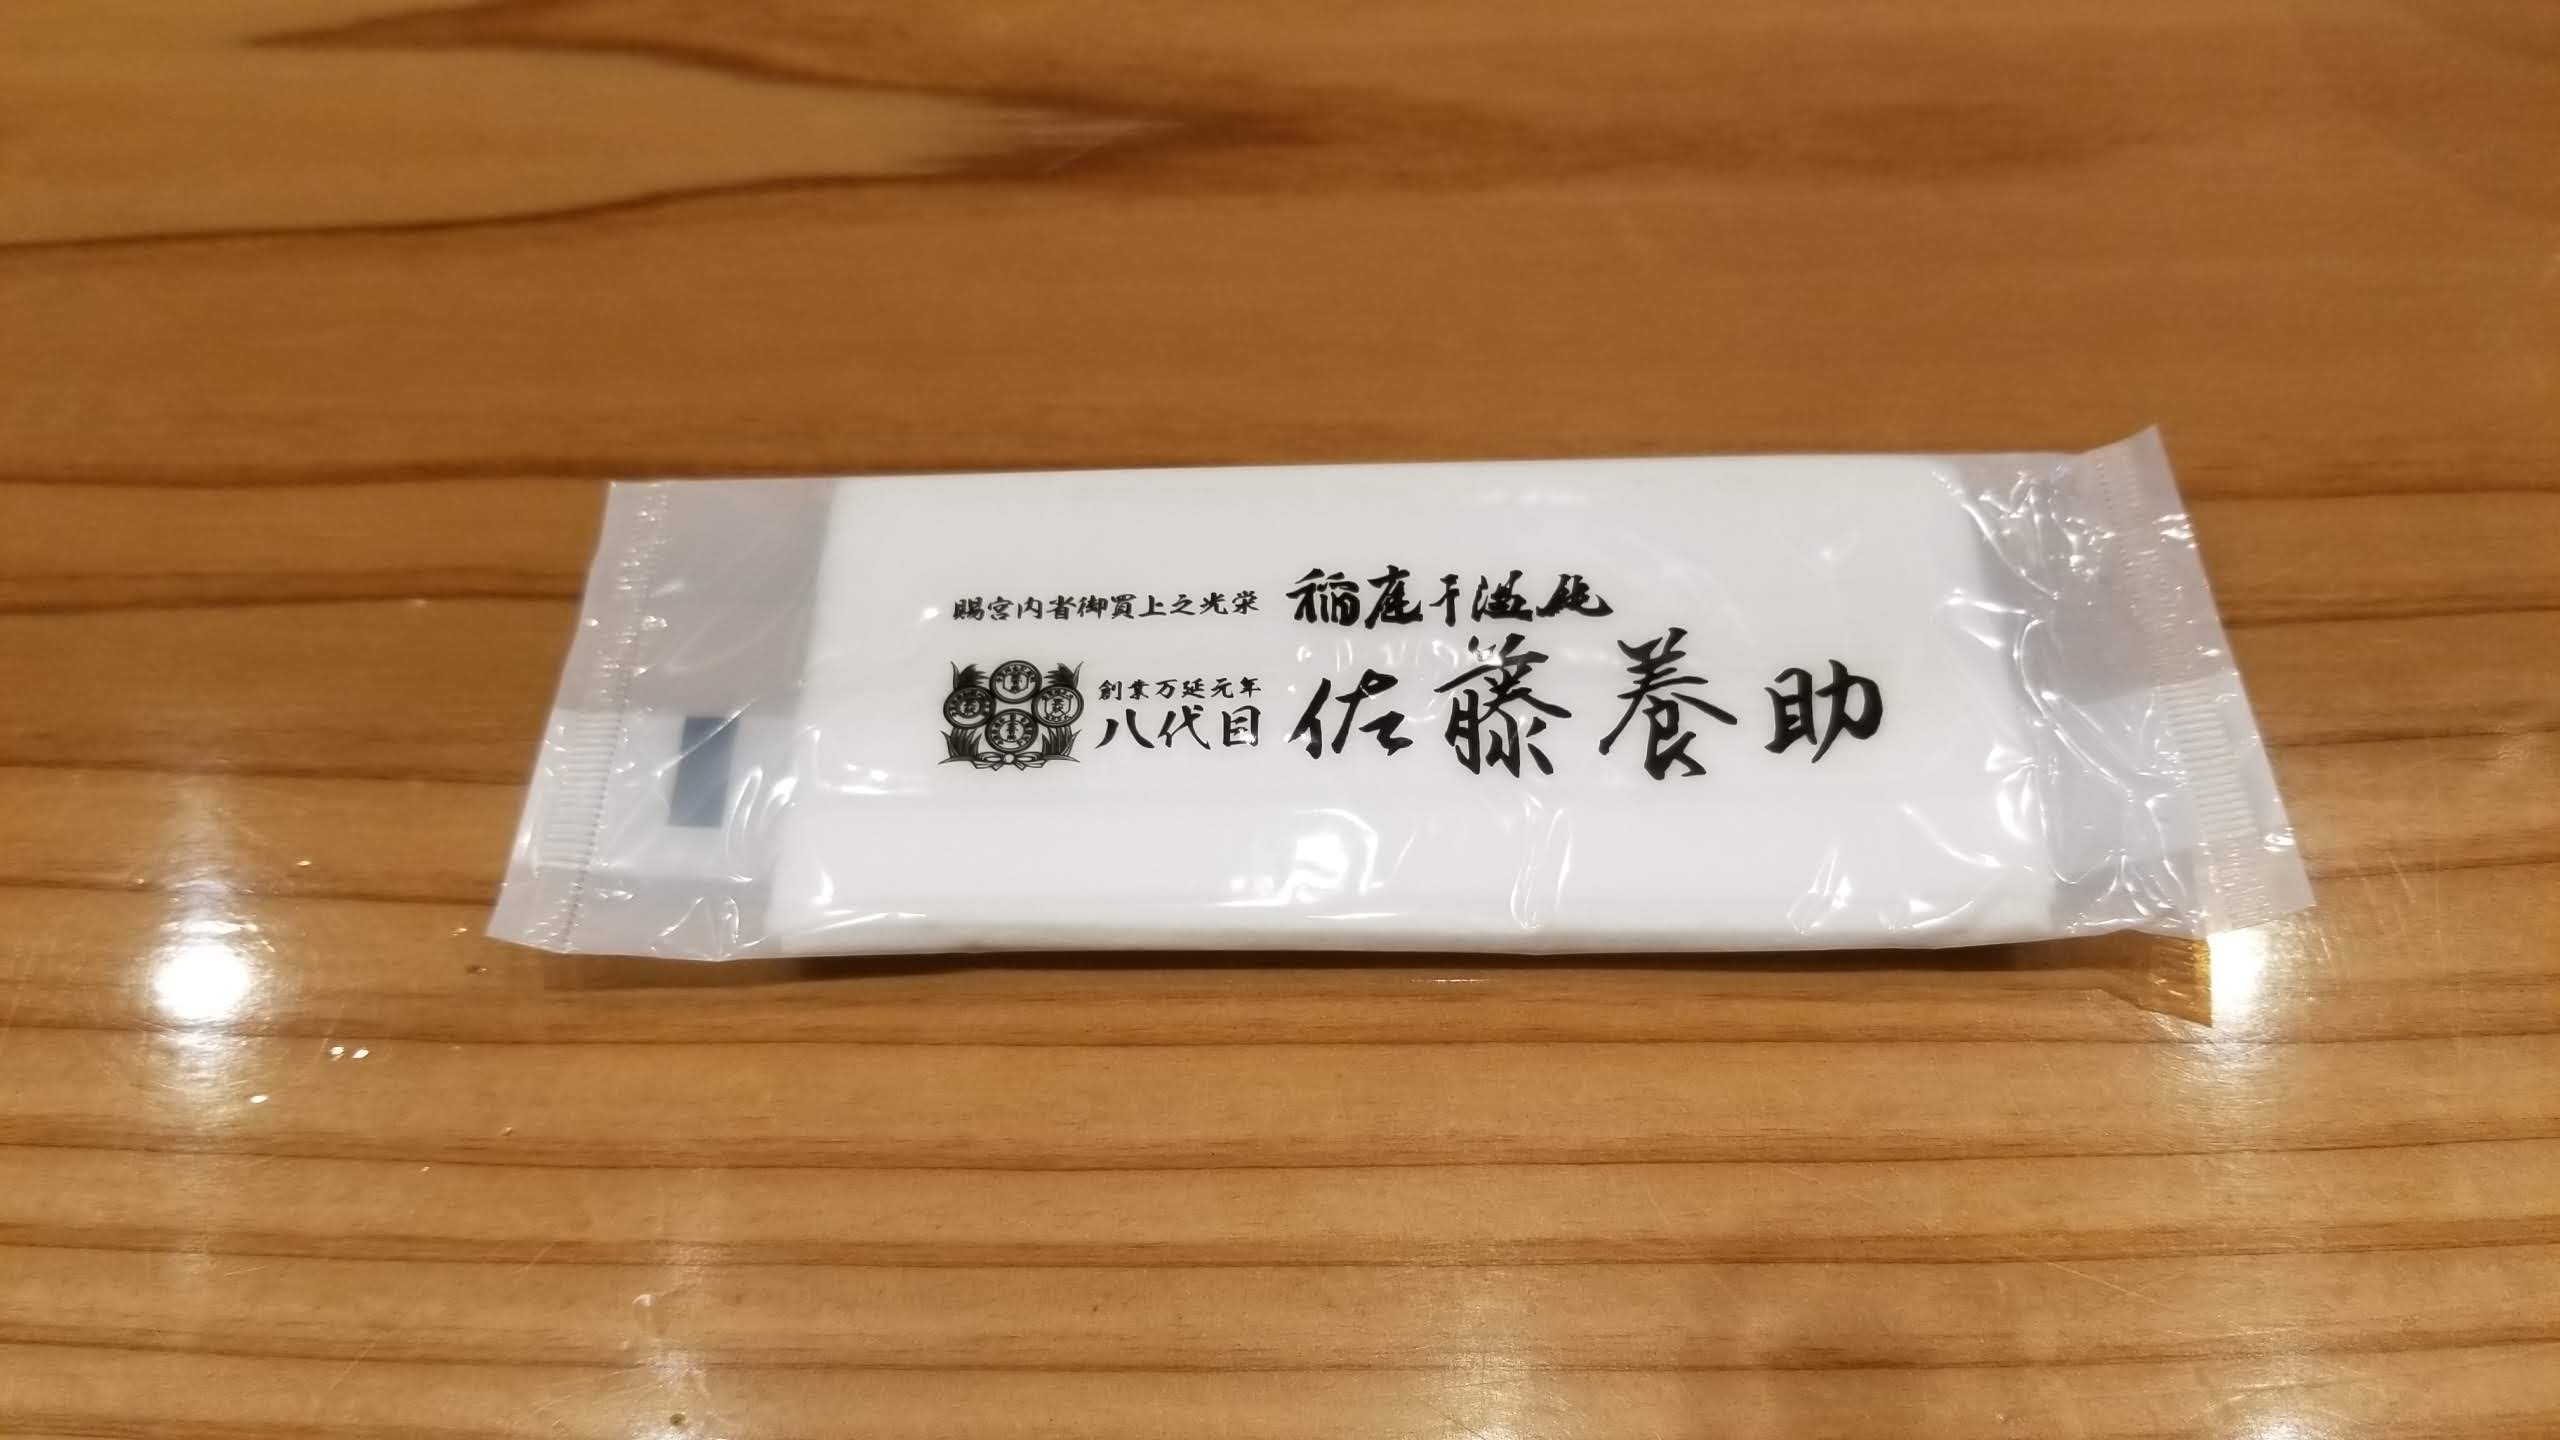 賜宮内省御買上之光栄
稲庭干温飩
創業万延元年
八代目
佐藤養助